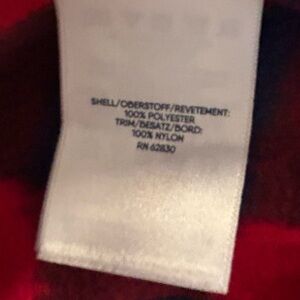 SHELL/OBERSTOFF/REVETEMENT:
100% POLYESTER
TRIM/BESATZ/BORD:
100% NYLON
RN 62830